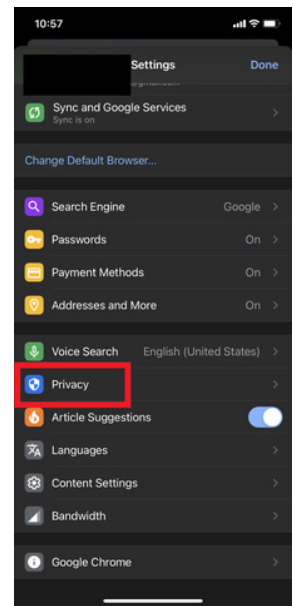 10:57
Settings
Done
Sync and Google Services
Sync is on
Change Default Browser...
Search Engine
Google
Passwords
On
Payment Methods
On
Addresses and More
On
Voice Search
English (United States)
Privacy
Article Suggestions
Languages
Content Settings
Bandwidth
Google Chrome